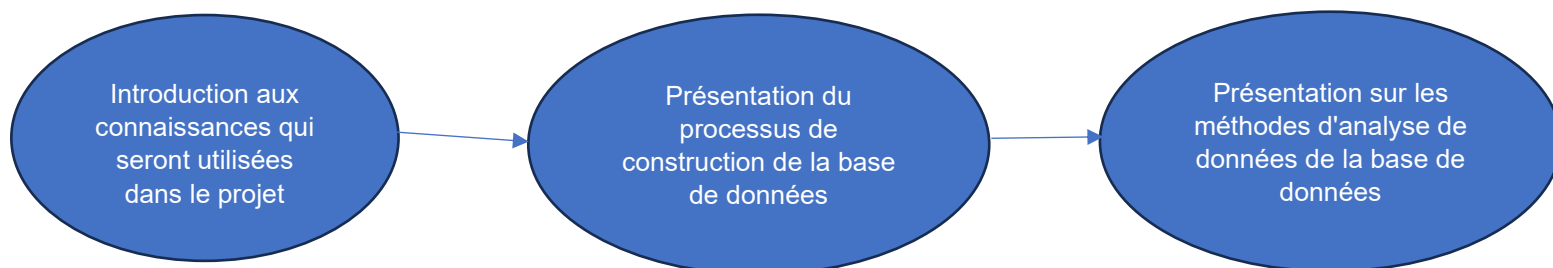 Introduction aux
connaissances qui
seront utilisées
dans le projet
Présentation du
processus de
construction de la base
de données
Présentation sur les
méthodes d'analyse de
données de la base de
données